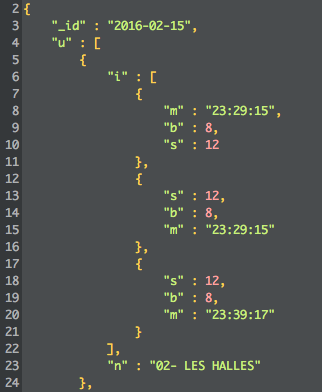 2 {
3 "_id" : "2016-02-15",
4 "u" : [
5 {
6 "i" : [
7 {
8 "m" : "23:29:15",
9 "b" : 8,
10 "s" : 12
11 },
12 {
13 "s" : 12,
14 "b" : 8,
15 "m" : "23:29:15"
16 },
17 {
18 "s" : 12,
19 "b" : 8,
20 "m" : "23:39:17"
21 }
22 ],
23 "n" : "02- LES HALLES"
24 },